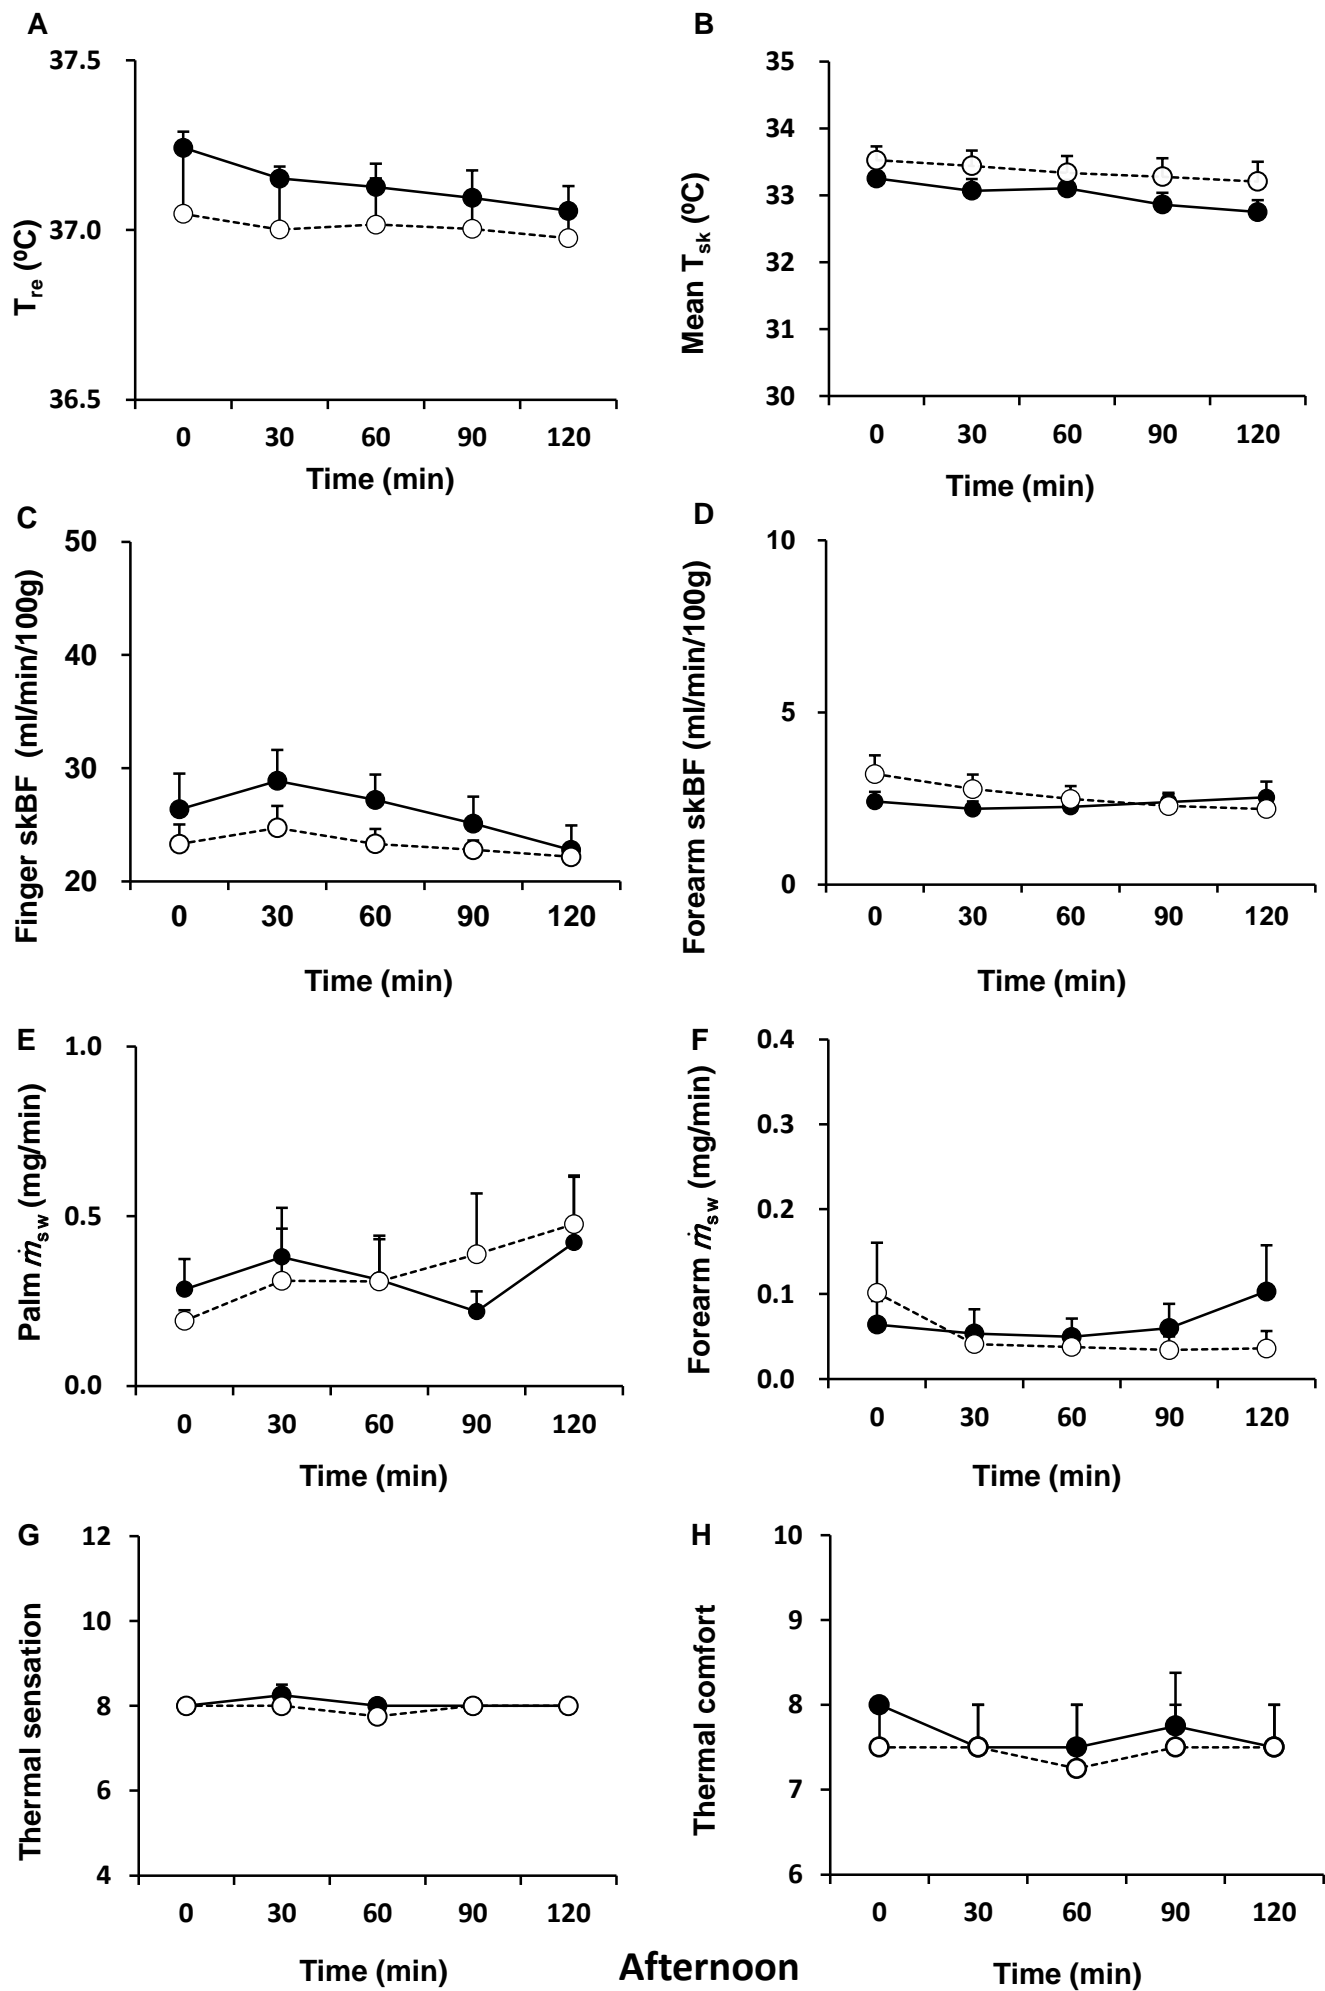 A
37.5
37.0
36.5
Tre (ºC)
0 30 60 90 120
Time (min)
B
35
34
33
32
31
30
Mean Tsk (ºC)
0 30 60 90 120
Time (min)
C
50
40
30
20
Finger skBF (ml/min/100g)
0 30 60 90 120
Time (min)
D
10
5
0
Forearm skBF (ml/min/100g)
0 30 60 90 120
Time (min)
E
1.0
0.5
0.0
Palm ṁsw (mg/min)
0 30 60 90 120
Time (min)
F
0.4
0.3
0.2
0.1
0.0
Forearm ṁsw (mg/min)
0 30 60 90 120
Time (min)
G
12
10
8
6
4
Thermal sensation
0 30 60 90 120
Time (min)
H
10
9
8
7
6
Thermal comfort
0 30 60 90 120
Time (min)
Afternoon